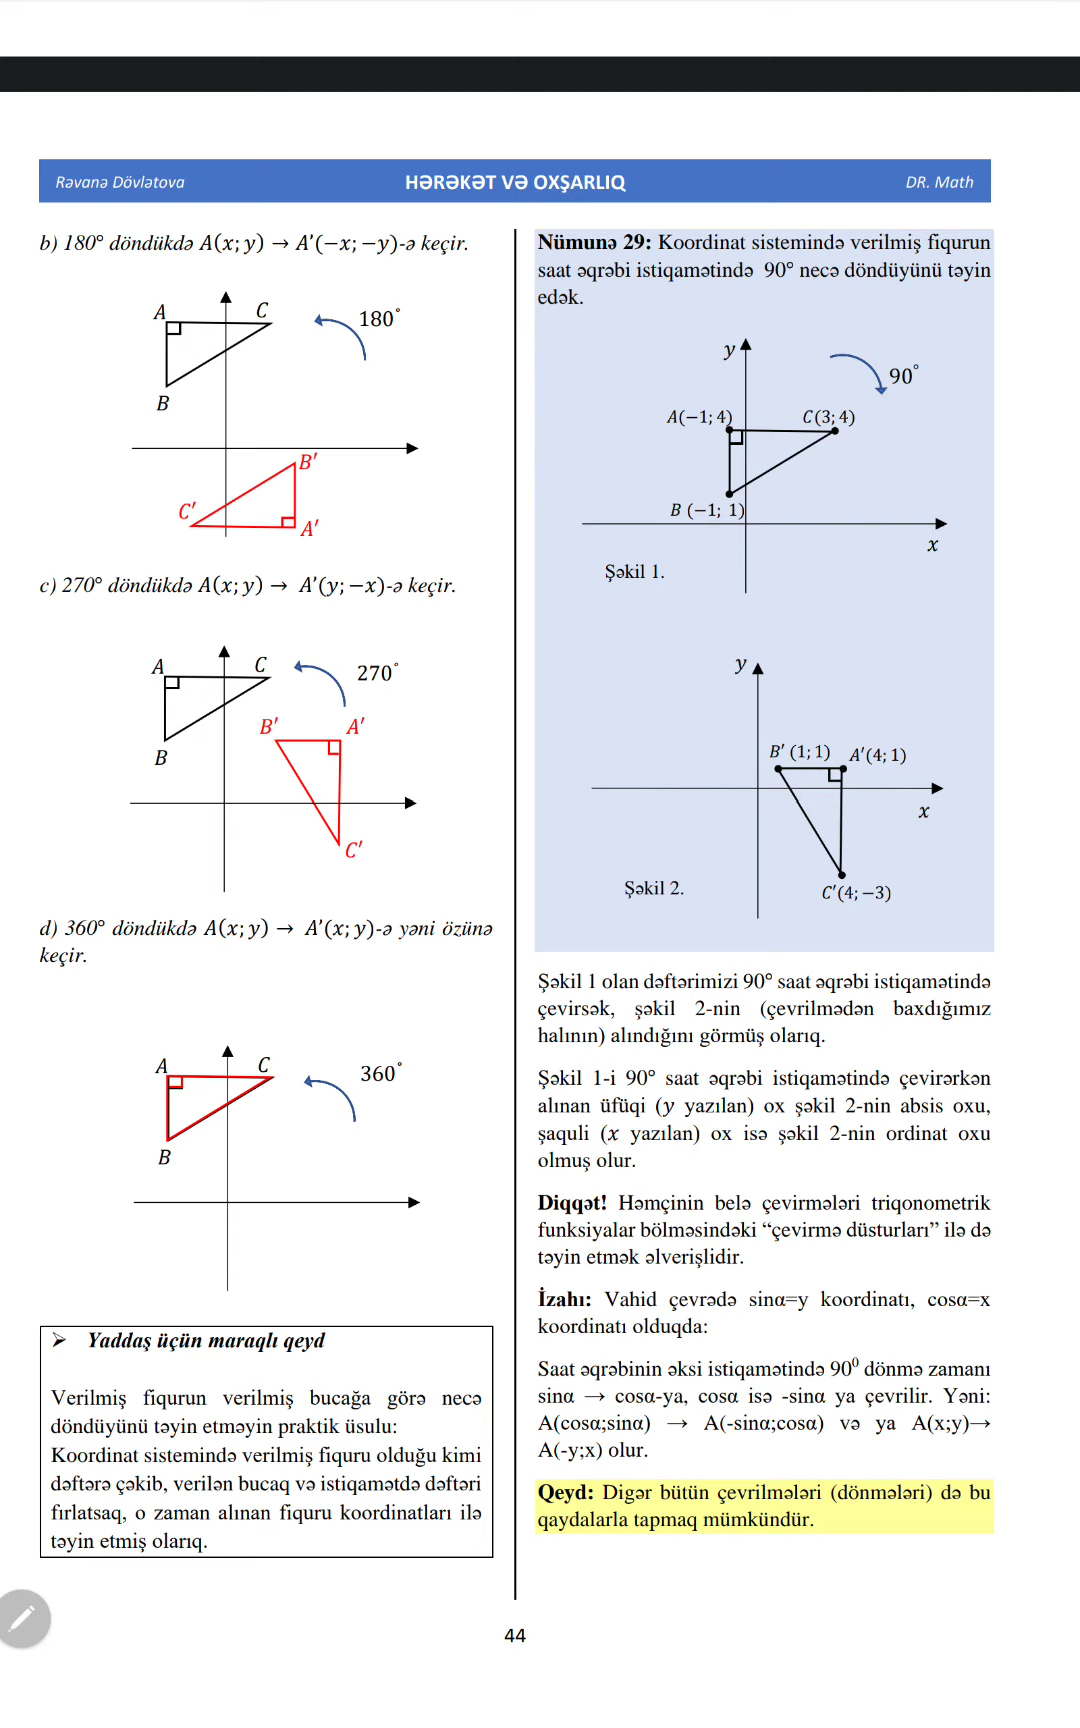 Rəvanə Dövlətova
HƏRƏKƏT VƏ OXŞARLIQ
DR. Math
b) 180° döndükdə A(x; y) → A'(−x; −y)-ə keçir.
A
C
180°
B
B'
C'
A'
c) 270° döndükdə A(x; y) → A'(y; −x)-ə keçir.
A
C
270°
B'
A'
B
C'
d) 360° döndükdə A(x; y) → A'(x; y)-ə yəni özünə
keçir.
A
C
360°
B
➢ Yaddaş üçün maraqlı qeyd
Verilmiş fiqurun verilmiş bucağa görə necə
döndüyünü təyin etməyin praktik üsulu:
Koordinat sistemində verilmiş fiquru olduğu kimi
dəftərə çəkib, verilən bucaq və istiqamətdə dəftəri
fırlatsaq, o zaman alınan fiquru koordinatları ilə
təyin etmiş olarıq.
Nümunə 29: Koordinat sistemində verilmiş fiqurun
saat əqrəbi istiqamətində 90° necə döndüyünü təyin
edək.
y
90°
A(−1; 4)
C(3; 4)
B (−1; 1)
x
Şəkil 1.
y
B' (1; 1)
A'(4; 1)
x
Şəkil 2.
C'(4; −3)
Şəkil 1 olan dəftərimizi 90° saat əqrəbi istiqamətində
çevirsək, şəkil 2-nin (çevrilmədən baxdığımız
halının) alındığını görmüş olarıq.
Şəkil 1-i 90° saat əqrəbi istiqamətində çevirərkən
alınan üfüqi (y yazılan) ox şəkil 2-nin absis oxu,
şaquli (x yazılan) ox isə şəkil 2-nin ordinat oxu
olmuş olur.
Diqqət! Həmçinin belə çevirmələri triqonometrik
funksiyalar bölməsindəki “çevirmə düsturları” ilə də
təyin etmək əlverişlidir.
İzahı: Vahid çevrədə sinα=y koordinatı, cosα=x
koordinatı olduqda:
Saat əqrəbinin əksi istiqamətində 90⁰ dönmə zamanı
sinα → cosα-ya, cosα isə -sinα ya çevrilir. Yəni:
A(cosα;sinα) → A(-sinα;cosα) və ya A(x;y)→
A(-y;x) olur.
Qeyd: Digər bütün çevrilmələri (dönmələri) də bu
qaydalarla tapmaq mümkündür.
44